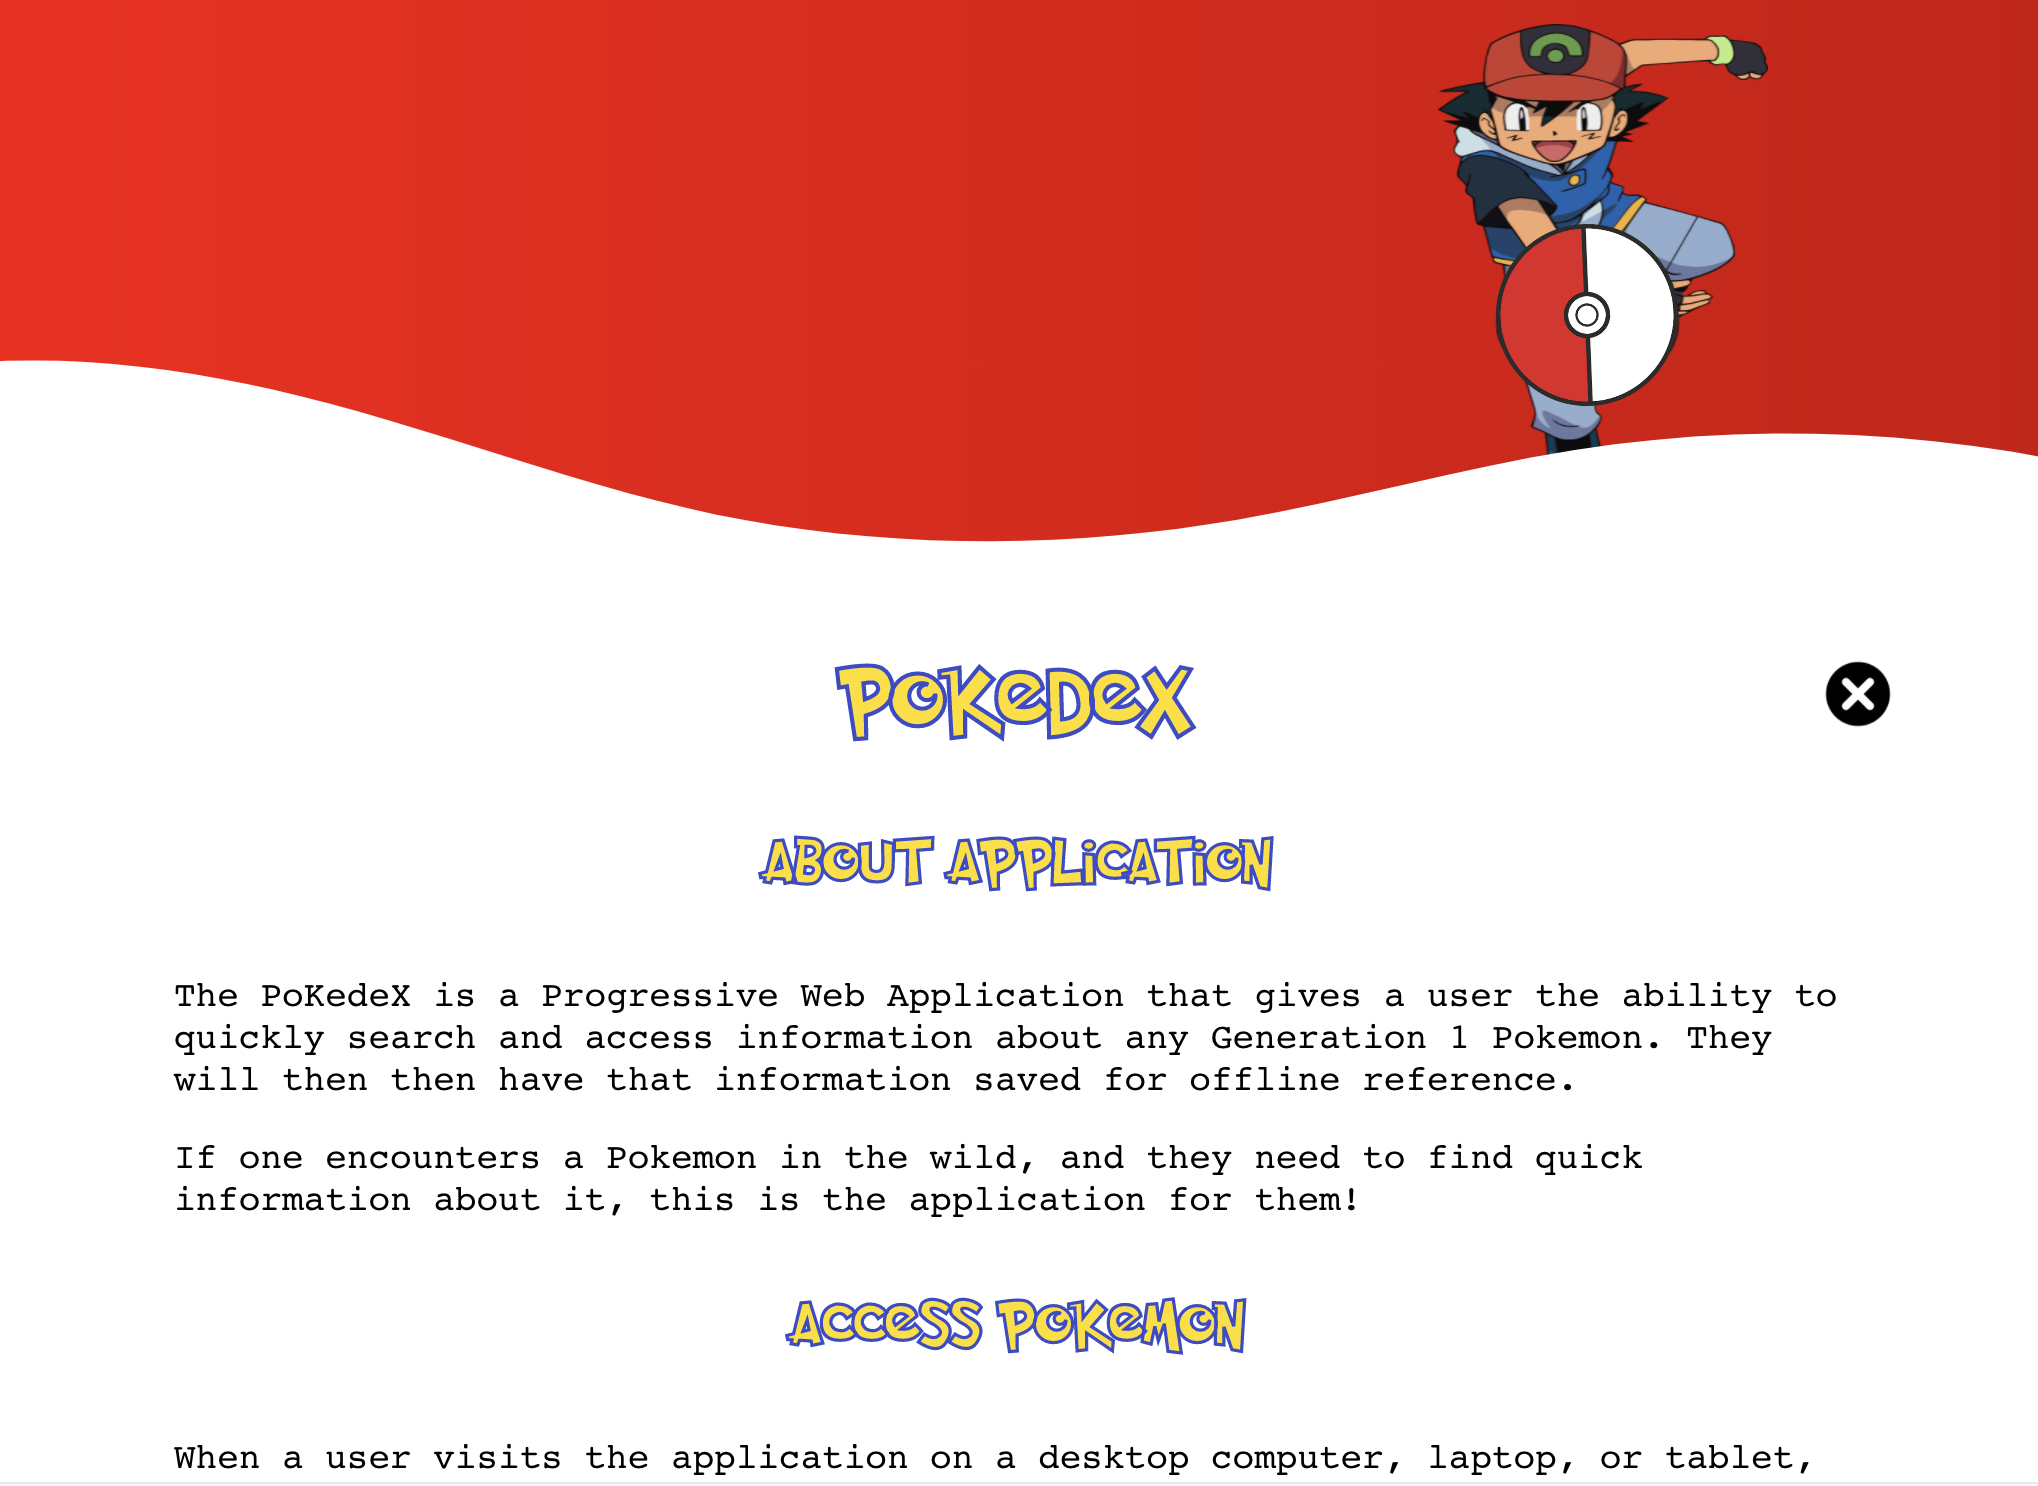 PoKeDeX
ABOUT APPLiCATiON
The PoKedeX is a Progressive Web Application that gives a user the ability to
quickly search and access information about any Generation 1 Pokemon. They
will then then have that information saved for offline reference.
If one encounters a Pokemon in the wild, and they need to find quick
information about it, this is the application for them!
ACCeSS POKeMON
When a user visits the application on a desktop computer, laptop, or tablet,